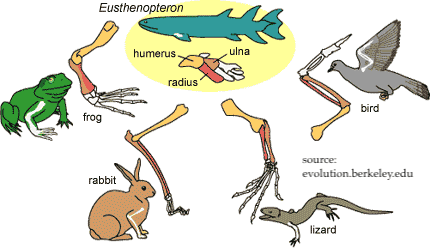 Eusthenopteron
humerus
ulna
radius
frog
bird
rabbit
source:
evolution.berkeley.edu
lizard